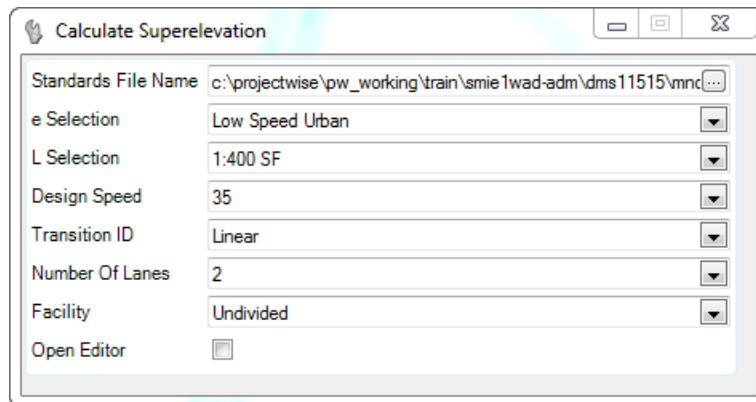 Calculate Superelevation
Standards File Name c:\projectwise\pw_working\train\smie1wad-adm\dms11515\mnd ...
e Selection Low Speed Urban
L Selection 1:400 SF
Design Speed 35
Transition ID Linear
Number Of Lanes 2
Facility Undivided
Open Editor